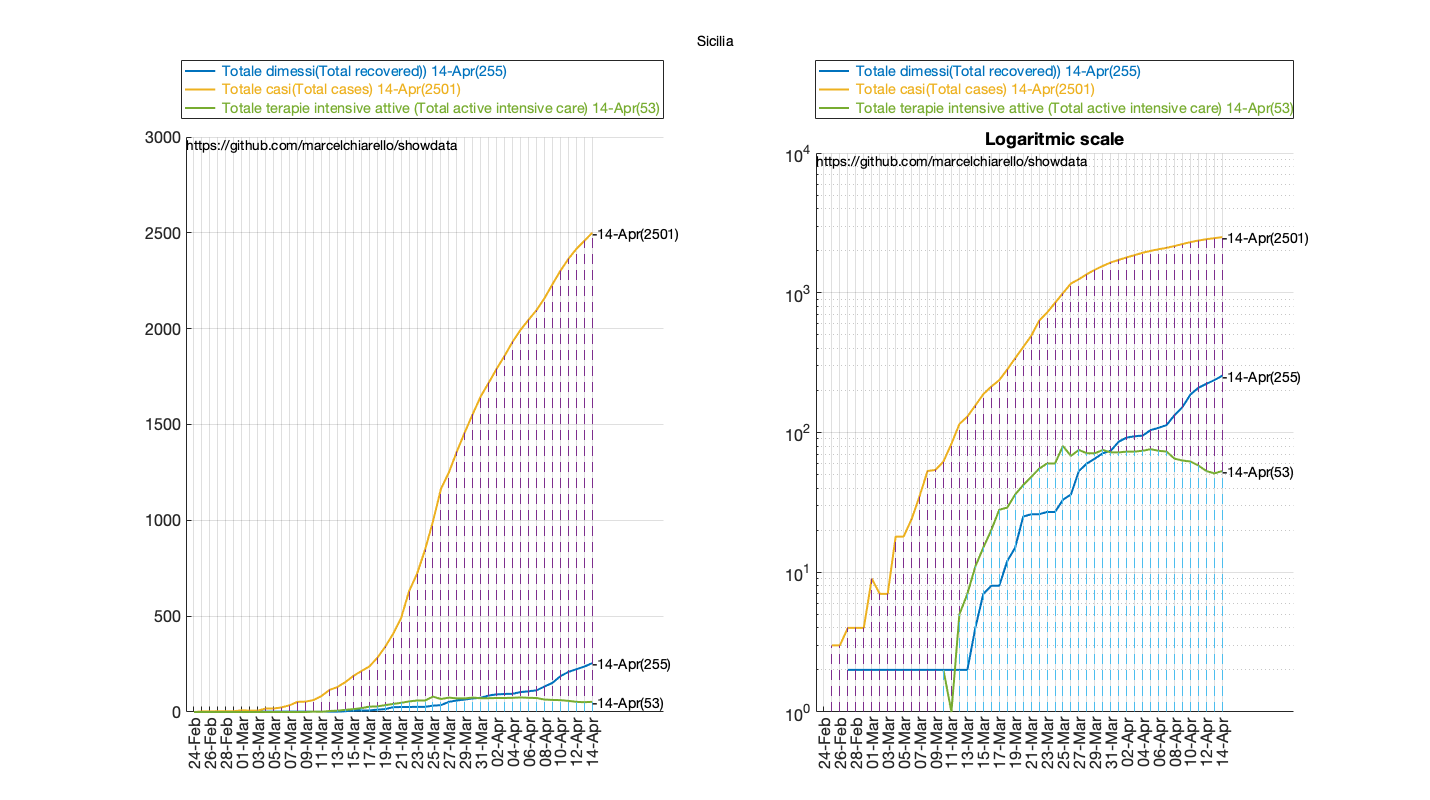 Sicilia
Totale dimessi(Total recovered)) 14-Apr(255)
Totale casi(Total cases) 14-Apr(2501)
Totale terapie intensive attive (Total active intensive care) 14-Apr(53)
https://github.com/marcelchiarello/showdata
3000
2500
2000
1500
1000
500
0
14-Apr(2501)
14-Apr(255)
14-Apr(53)
24-Feb
26-Feb
28-Feb
01-Mar
03-Mar
05-Mar
07-Mar
09-Mar
11-Mar
13-Mar
15-Mar
17-Mar
19-Mar
21-Mar
23-Mar
25-Mar
27-Mar
29-Mar
31-Mar
02-Apr
04-Apr
06-Apr
08-Apr
10-Apr
12-Apr
14-Apr
Totale dimessi(Total recovered)) 14-Apr(255)
Totale casi(Total cases) 14-Apr(2501)
Totale terapie intensive attive (Total active intensive care) 14-Apr(53)
Logaritmic scale
https://github.com/marcelchiarello/showdata
10^4
10^3
10^2
10^1
10^0
14-Apr(2501)
14-Apr(255)
14-Apr(53)
24-Feb
26-Feb
28-Feb
01-Mar
03-Mar
05-Mar
07-Mar
09-Mar
11-Mar
13-Mar
15-Mar
17-Mar
19-Mar
21-Mar
23-Mar
25-Mar
27-Mar
29-Mar
31-Mar
02-Apr
04-Apr
06-Apr
08-Apr
10-Apr
12-Apr
14-Apr